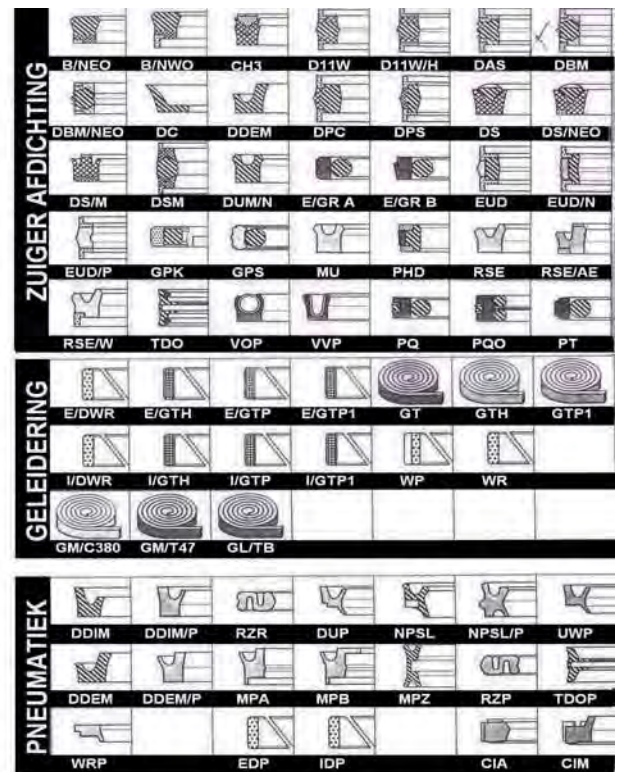 ZUIGER AFDICHTING
B/NEO B/NWO CH3 D11W D11W/H DAS DBM
DBM/NEO DC DDEM DPC DPS DS DS/NEO
DS/M DSM DUM/N E/GR A E/GR B EUD EUD/N
EUD/P GPK GPS MU PHD RSE RSE/AE
RSE/W TDO VOP VVP PQ PQO PT
GELEIDERING
E/DWR E/GTH E/GTP E/GTP1 GT GTH GTP1
I/DWR I/GTH I/GTP I/GTP1 WP WR
GM/C380 GM/T47 GL/TB
PNEUMATIEK
DDIM DDIM/P RZR DUP NPSL NPSL/P UWP
DDEM DDEM/P MPA MPB MPZ RZP TDOP
WRP EDP IDP CIA CIM